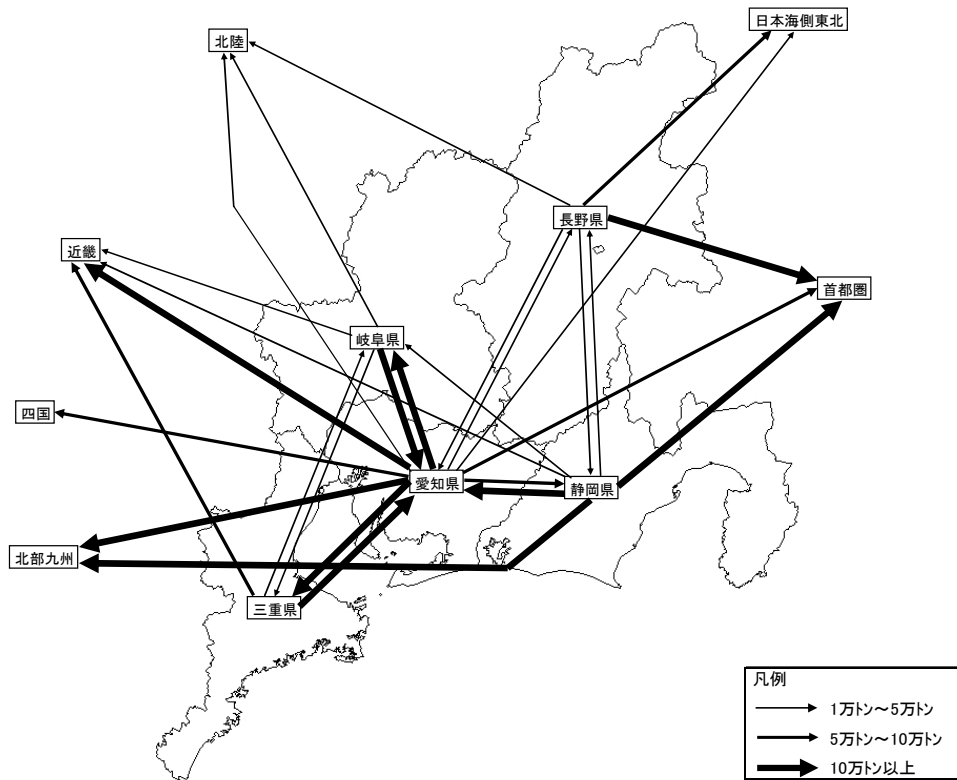 日本海側東北
北陸
長野県
近畿
首都圏
岐阜県
四国
愛知県
静岡県
北部九州
三重県
凡例
1万トン～5万トン
5万トン～10万トン
10万トン以上